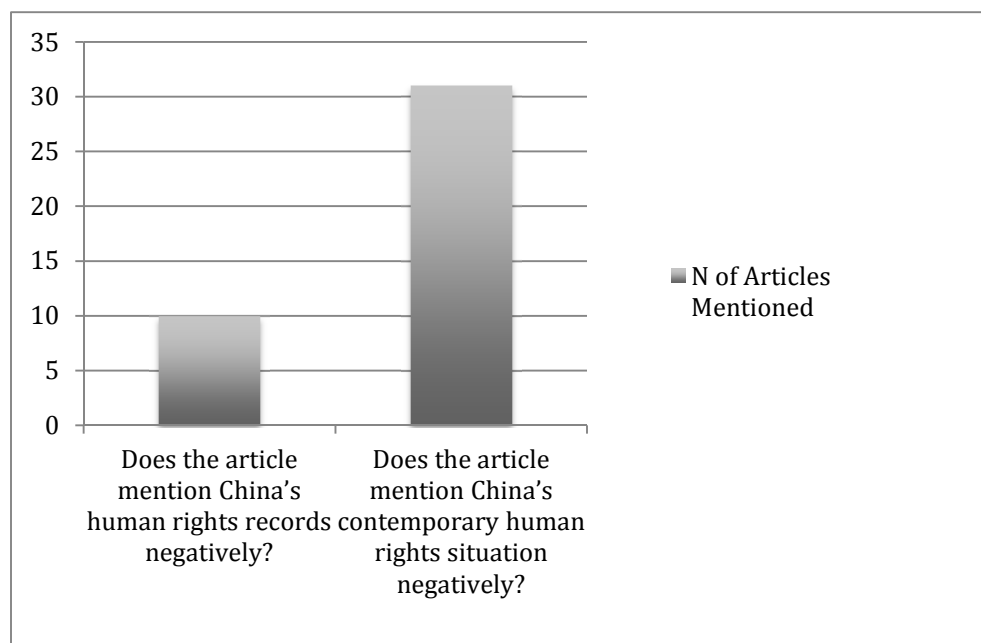 35
30
25
20
15
10
5
0
Does the article
mention China’s
human rights records
negatively?
Does the article
mention China’s
contemporary human
rights situation
negatively?
N of Articles
Mentioned